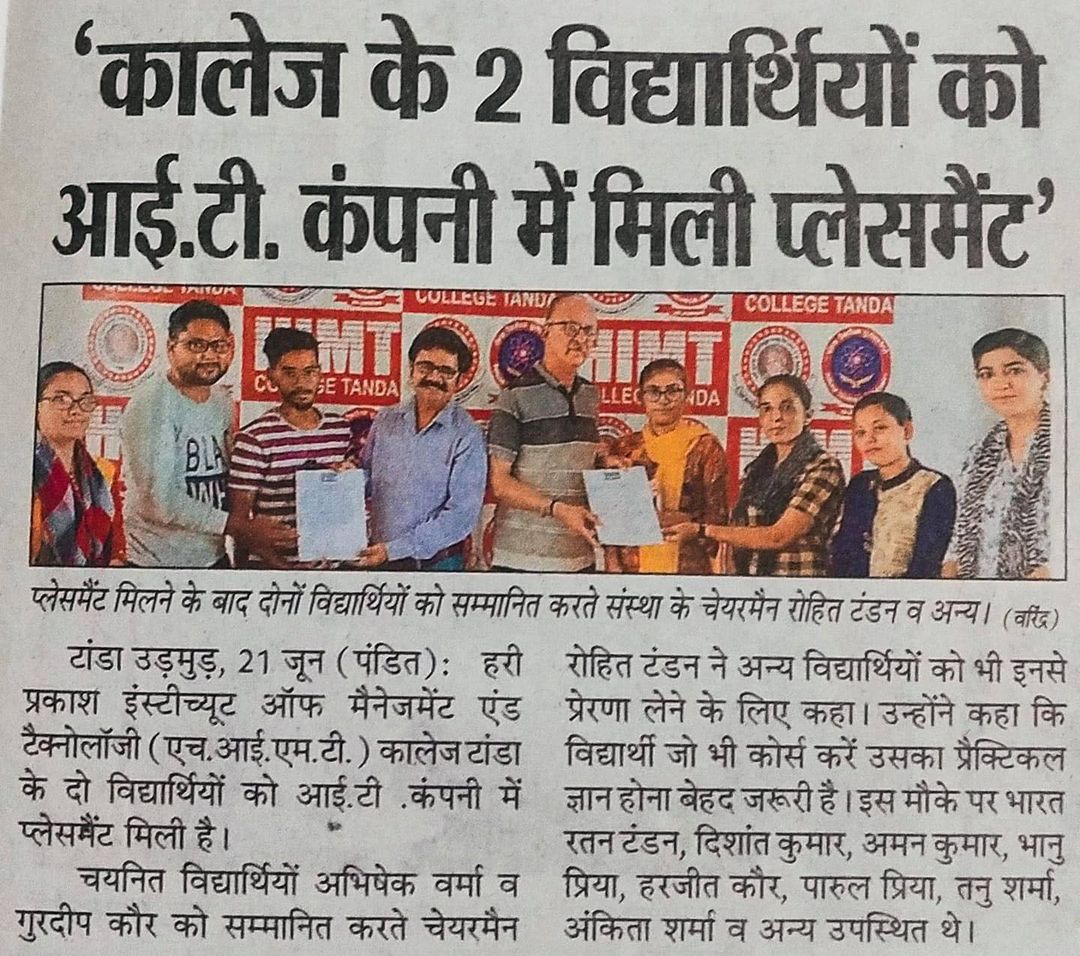 ‘कालेज के 2 विद्यार्थियों को
आई.टी. कंपनी में मिली प्लेसमैंट’
COLLEGE TANDA
COLLEGE TANDA
COLLEGE TANDA
HIMT
COLLEGE TANDA
BLA
प्लेसमैंट मिलने के बाद दोनों विद्यार्थियों को सम्मानित करते संस्था के चेयरमैन रोहित टंडन व अन्य। (वरिंद्र)
टांडा उड़मुड़, 21 जून (पंडित): हरी
प्रकाश इंस्टीच्यूट ऑफ मैनेजमेंट एंड
टैक्नोलॉजी (एच.आई.एम.टी.) कालेज टांडा
के दो विद्यार्थियों को आई.टी .कंपनी में
प्लेसमैंट मिली है।
चयनित विद्यार्थियों अभिषेक वर्मा व
गुरदीप कौर को सम्मानित करते चेयरमैन
रोहित टंडन ने अन्य विद्यार्थियों को भी इनसे
प्रेरणा लेने के लिए कहा। उन्होंने कहा कि
विद्यार्थी जो भी कोर्स करें उसका प्रैक्टिकल
ज्ञान होना बेहद जरूरी है। इस मौके पर भारत
रतन टंडन, दिशांत कुमार, अमन कुमार, भानु
प्रिया, हरजीत कौर, पारुल प्रिया, तनु शर्मा,
अंकिता शर्मा व अन्य उपस्थित थे।